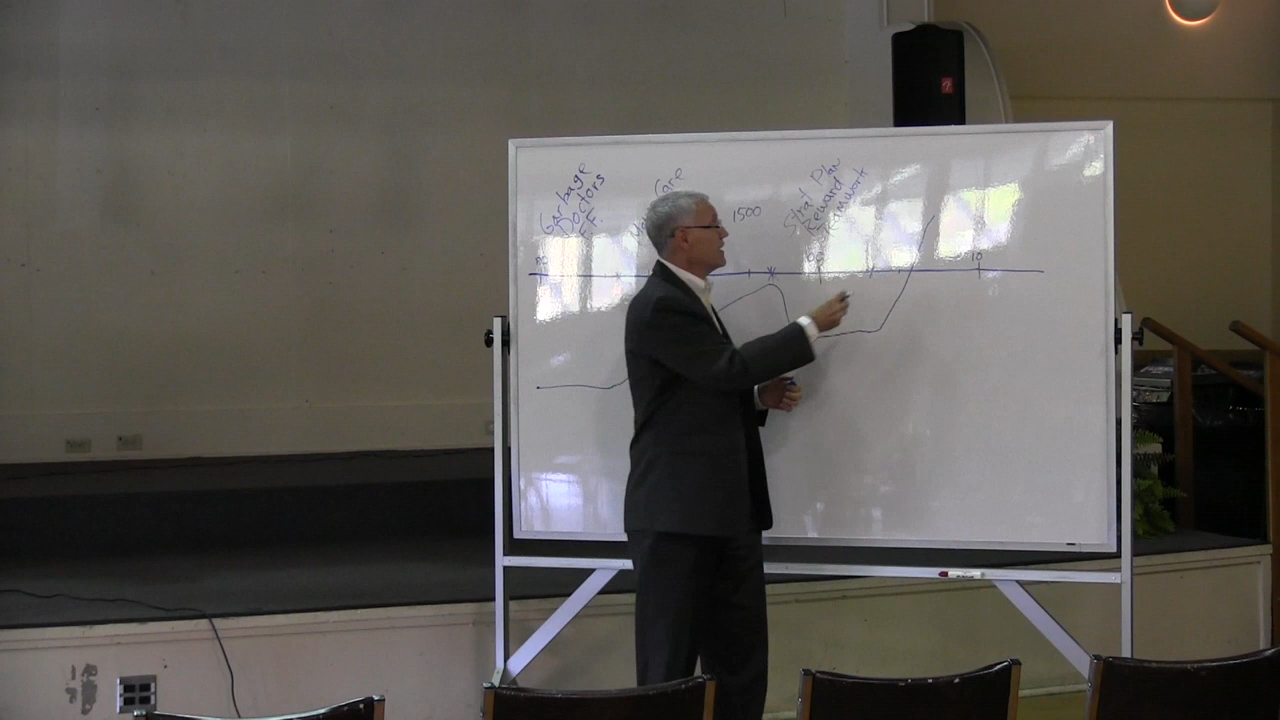 Garbage
Doctors
F.F.
Care
1500
Strat Plan
Reward
Teamwork
10